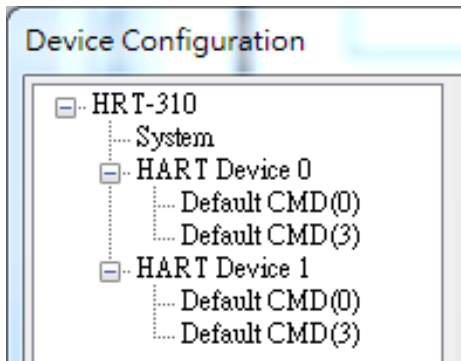 Device Configuration
HRT-310
System
HART Device 0
Default CMD(0)
Default CMD(3)
HART Device 1
Default CMD(0)
Default CMD(3)